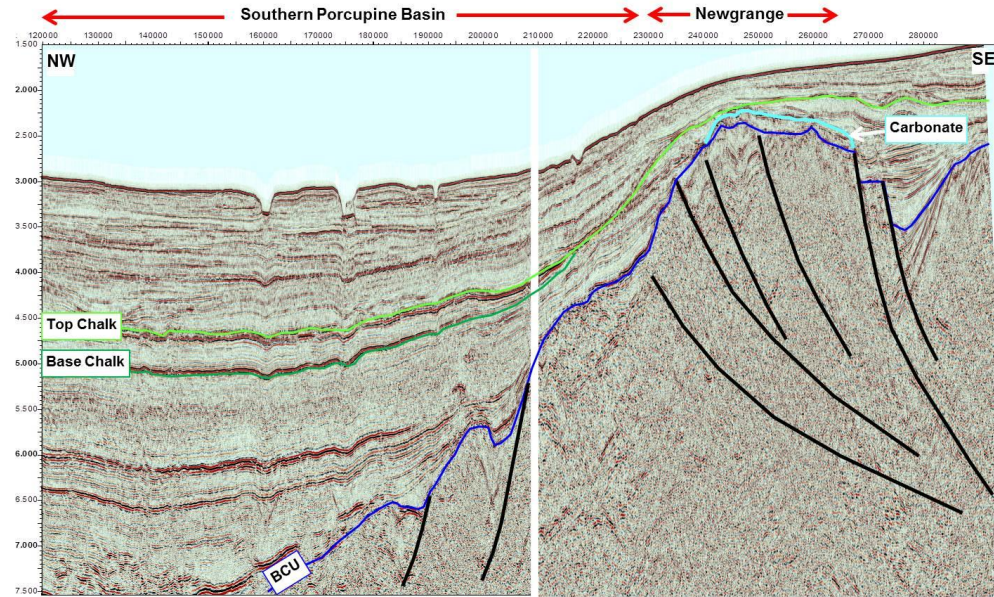 Southern Porcupine Basin
Newgrange
120000 140000 150000 160000 170000 180000 190000 200000 210000 220000 230000 240000 250000 260000 270000 280000
NW
SE
1.500
2.000
2.500
3.000
3.500
4.000
4.500
5.000
5.500
6.000
6.500
7.000
7.500
Carbonate
Top Chalk
Base Chalk
BCU